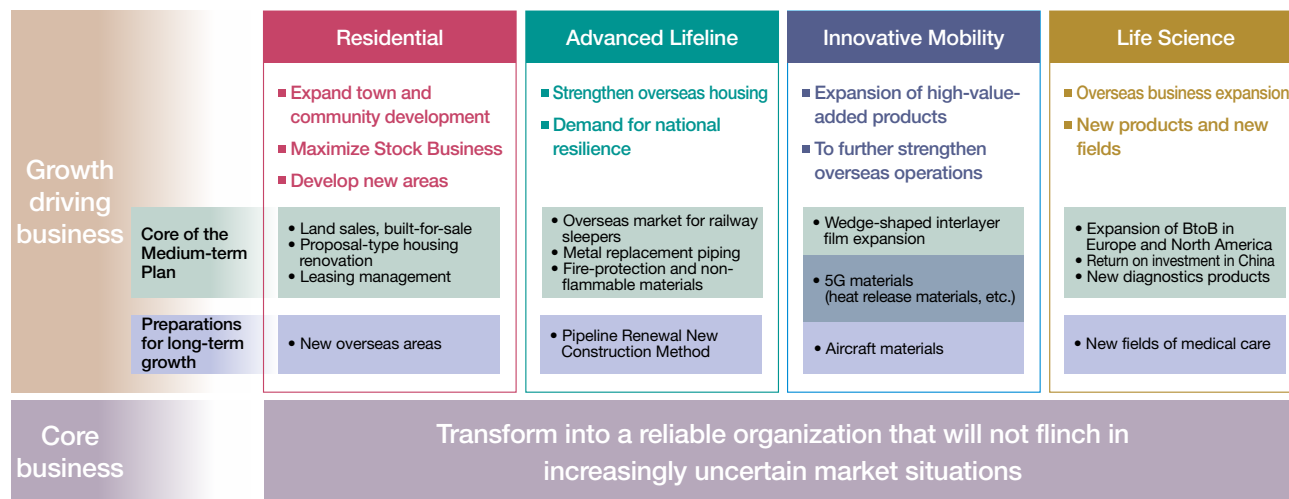 Residential
Advanced Lifeline
Innovative Mobility
Life Science
Growth
driving
business
■ Expand town and
community development
■ Maximize Stock Business
■ Develop new areas
■ Strengthen overseas housing
■ Demand for national
resilience
■ Expansion of high-value-
added products
■ To further strengthen
overseas operations
■ Overseas business expansion
■ New products and new
fields
Core of the
Medium-term
Plan
• Land sales, built-for-sale
• Proposal-type housing
renovation
• Leasing management
• Overseas market for railway
sleepers
• Metal replacement piping
• Fire-protection and non-
flammable materials
• Wedge-shaped interlayer
film expansion
• 5G materials
(heat release materials, etc.)
• Expansion of BtoB in
Europe and North America
• Return on investment in China
• New diagnostics products
Preparations
for long-term
growth
• New overseas areas
• Pipeline Renewal New
Construction Method
• Aircraft materials
• New fields of medical care
Core
business
Transform into a reliable organization that will not flinch in
increasingly uncertain market situations